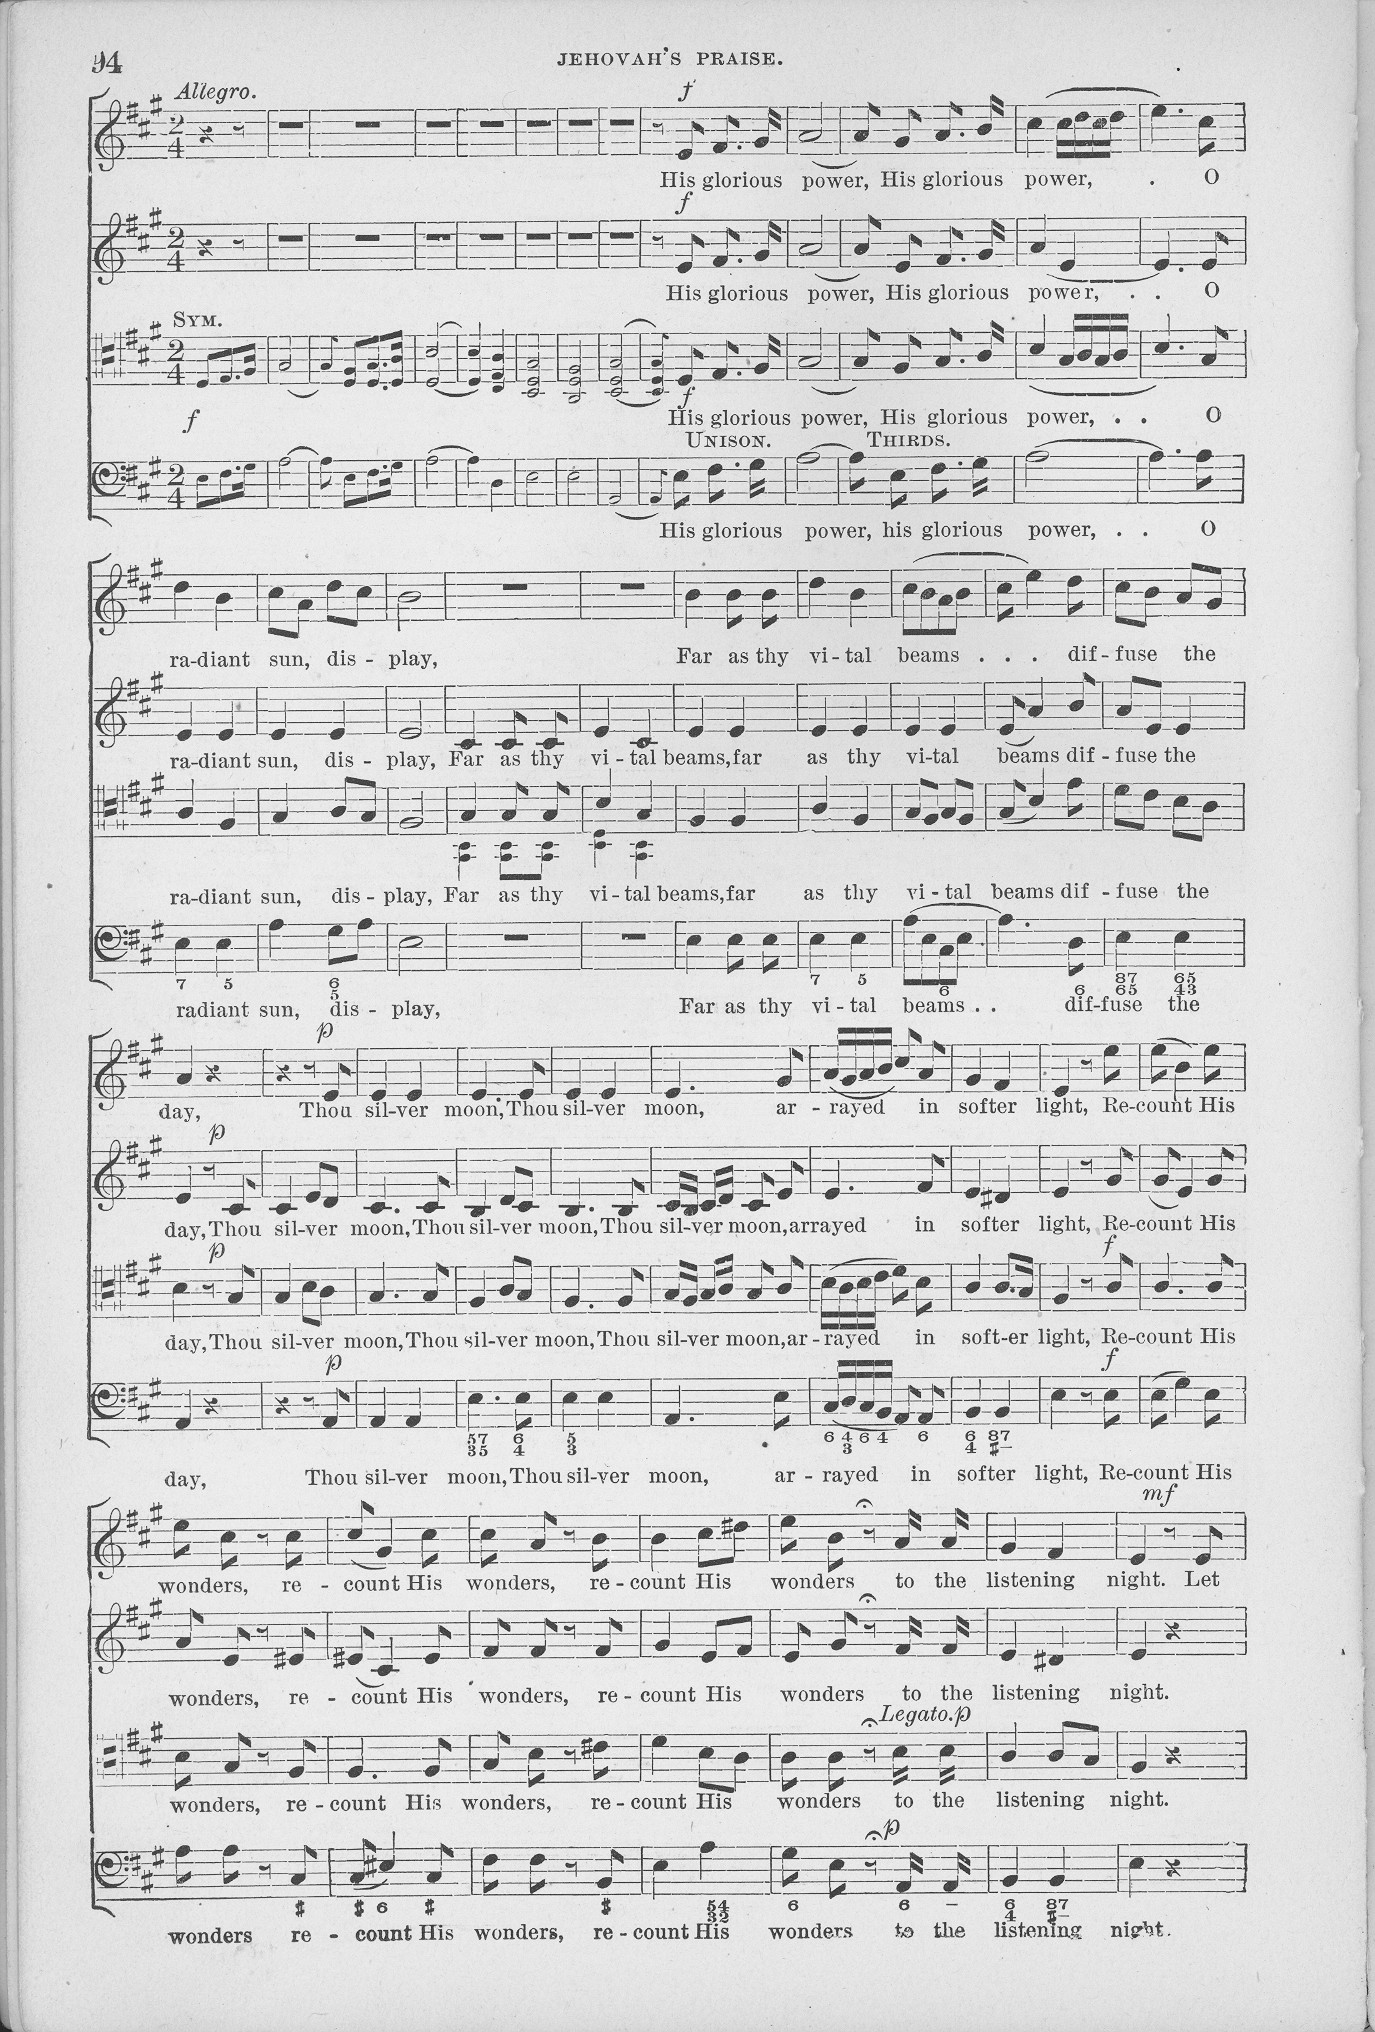 94
JEHOVAH'S PRAISE.
Allegro.
f
His glorious power, His glorious power, . O
f
His glorious power, His glorious power, . . O
SYM.
f
f
His glorious power, His glorious power, . . O
UNISON. THIRDS.
His glorious power, his glorious power, . . O
ra-diant sun, dis - play, Far as thy vi - tal beams . . . dif - fuse the
ra-diant sun, dis - play, Far as thy vi - tal beams, far as thy vi-tal beams dif - fuse the
ra-diant sun, dis - play, Far as thy vi - tal beams, far as thy vi - tal beams dif - fuse the
7 5 6 7 5 6 6 87 65
5 65 43
radiant sun, dis - play, Far as thy vi - tal beams . . dif-fuse the
p
day, Thou sil-ver moon, Thou sil-ver moon, ar - rayed in softer light, Re-count His
p
day, Thou sil-ver moon, Thou sil-ver moon, Thou sil-ver moon, arrayed in softer light, Re-count His
p f
day, Thou sil-ver moon, Thou sil-ver moon, Thou sil-ver moon, ar-rayed in soft-er light, Re-count His
p f
57 6 5 6 4 6 4 6 6 87
35 4 3 3 4 #–
day, Thou sil-ver moon, Thou sil-ver moon, ar - rayed in softer light, Re-count His
mf
wonders, re - count His wonders, re - count His wonders to the listening night. Let
wonders, re - count His wonders, re - count His wonders to the listening night.
Legato. p
wonders, re - count His wonders, re - count His wonders to the listening night.
p
# # 6 # # 54 6 6 – 6 87
32 4 #–
wonders re - count His wonders, re - count His wonders to the listening night.